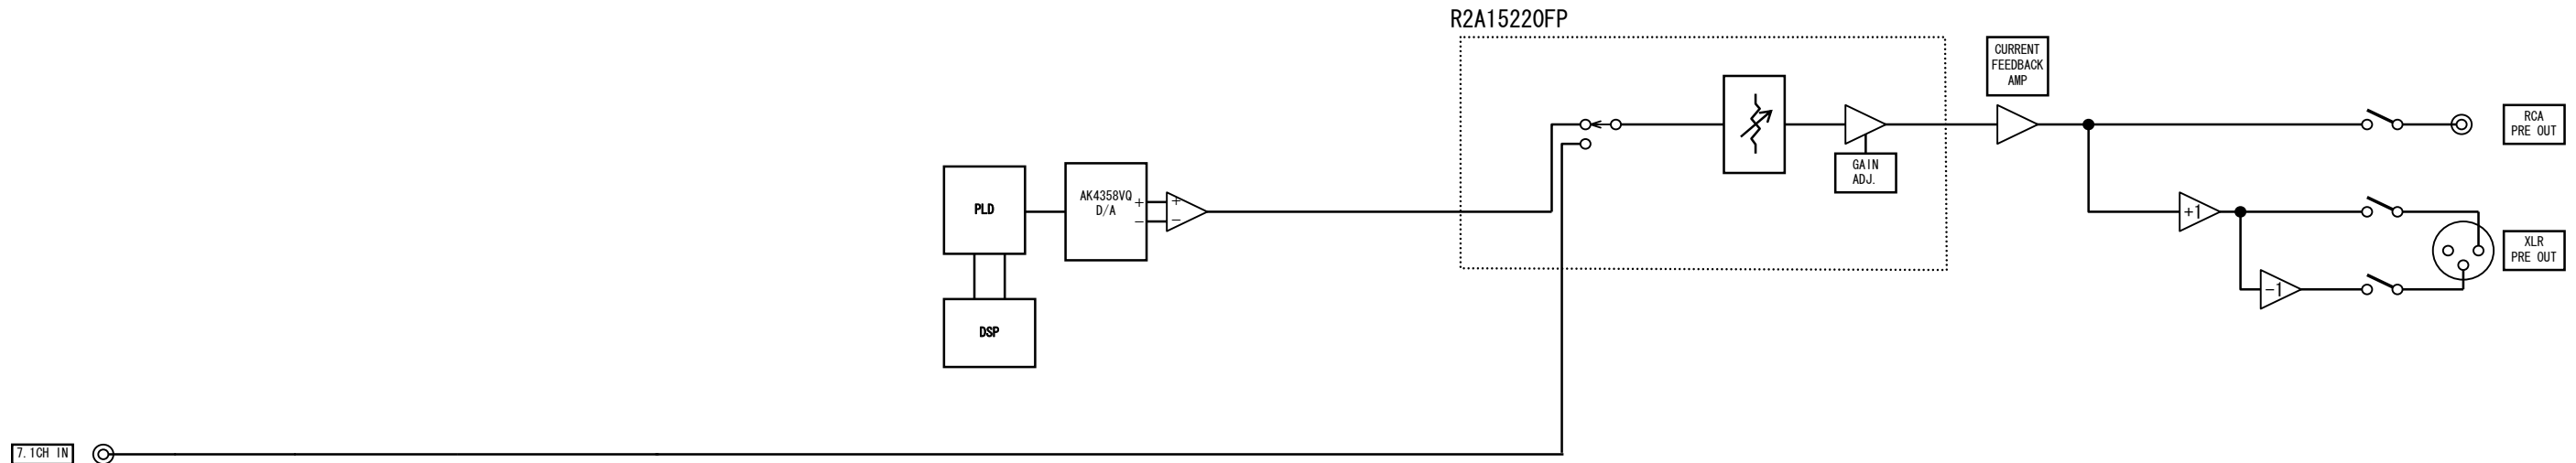 R2A15220FP
CURRENT
FEEDBACK
AMP
RCA
PRE OUT
GAIN
ADJ.
PLD
AK4358VQ
D/A
+
−
+
−
+1
XLR
PRE OUT
−1
DSP
7.1CH IN